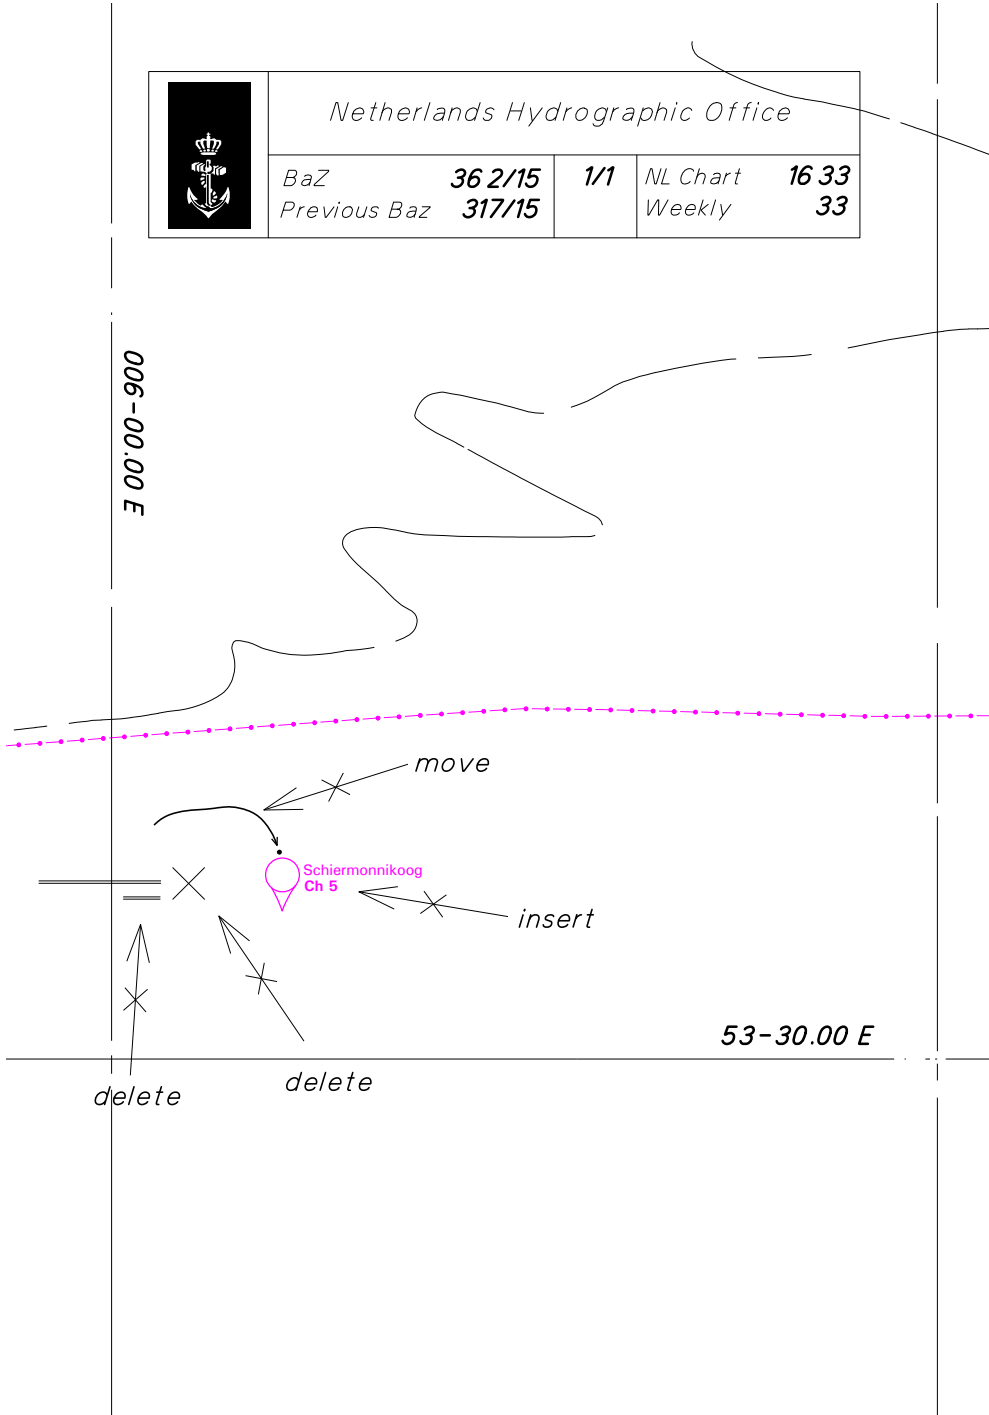 Netherlands Hydrographic Office
BaZ 36 2/15 1/1 NL Chart 16 33
Previous Baz 317/15 Weekly 33
006-00.00 E
move
Schiermonnikoog
Ch 5
insert
53-30.00 E
delete
delete